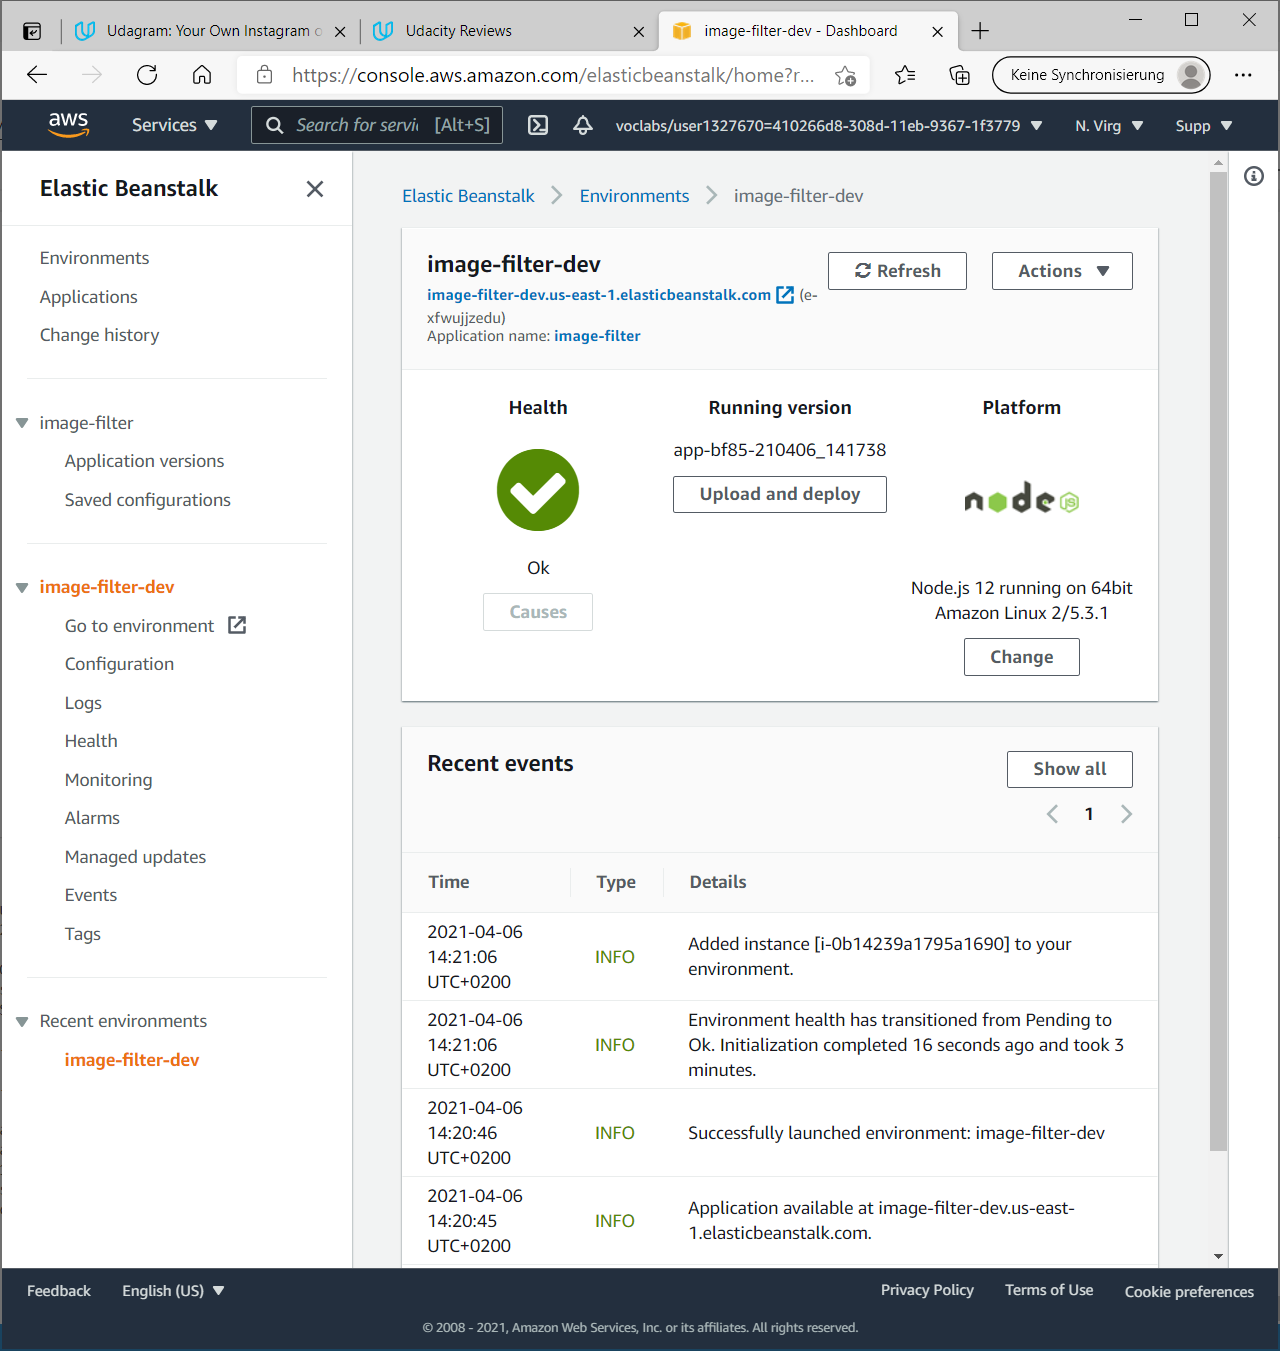 Udagram: Your Own Instagram
Udacity Reviews
image-filter-dev - Dashboard
https://console.aws.amazon.com/elasticbeanstalk/home?r...
Keine Synchronisierung
aws
Services
Search for servi
[Alt+S]
voclabs/user1327670=410266d8-308d-11eb-9367-1f3779
N. Virg
Supp
Elastic Beanstalk
Environments
Applications
Change history
image-filter
Application versions
Saved configurations
image-filter-dev
Go to environment
Configuration
Logs
Health
Monitoring
Alarms
Managed updates
Events
Tags
Recent environments
image-filter-dev
Elastic Beanstalk > Environments > image-filter-dev
image-filter-dev
image-filter-dev.us-east-1.elasticbeanstalk.com (e-
xfwujjzedu)
Application name: image-filter
Refresh
Actions
Health
Ok
Causes
Running version
app-bf85-210406_141738
Upload and deploy
Platform
node JS
Node.js 12 running on 64bit
Amazon Linux 2/5.3.1
Change
Recent events
Show all
1
Time Type Details
2021-04-06
14:21:06
UTC+0200
INFO
Added instance [i-0b14239a1795a1690] to your
environment.
2021-04-06
14:21:06
UTC+0200
INFO
Environment health has transitioned from Pending to
Ok. Initialization completed 16 seconds ago and took 3
minutes.
2021-04-06
14:20:46
UTC+0200
INFO
Successfully launched environment: image-filter-dev
2021-04-06
14:20:45
UTC+0200
INFO
Application available at image-filter-dev.us-east-
1.elasticbeanstalk.com.
Feedback
English (US)
Privacy Policy
Terms of Use
Cookie preferences
© 2008 - 2021, Amazon Web Services, Inc. or its affiliates. All rights reserved.